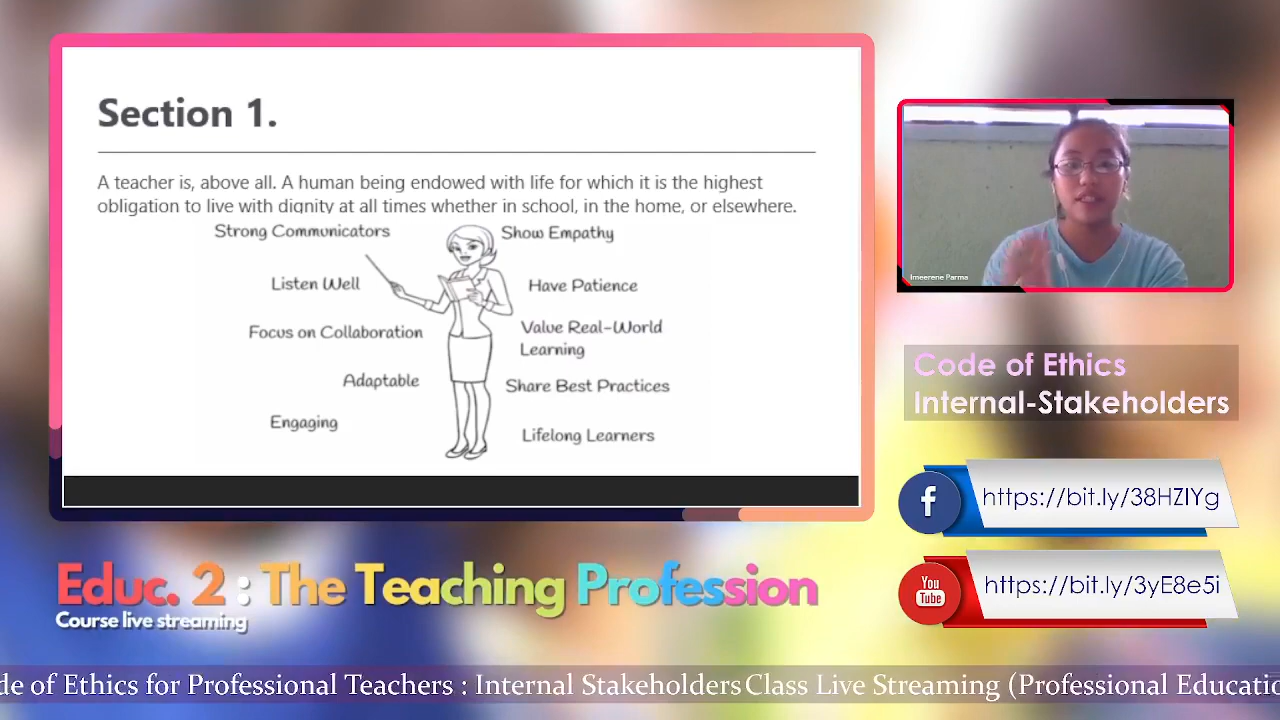 Section 1.
A teacher is, above all. A human being endowed with life for which it is the highest
obligation to live with dignity at all times whether in school, in the home, or elsewhere.
Strong Communicators
Show Empathy
Listen Well
Have Patience
Focus on Collaboration
Value Real-World
Learning
Adaptable
Share Best Practices
Engaging
Lifelong Learners
Imeerene Parma
Code of Ethics
Internal-Stakeholders
f
https://bit.ly/38HZIYg
You
Tube
https://bit.ly/3yE8e5i
Educ. 2 : The Teaching Profession
Course live streaming
de of Ethics for Professional Teachers : Internal Stakeholders Class Live Streaming (Professional Educatio